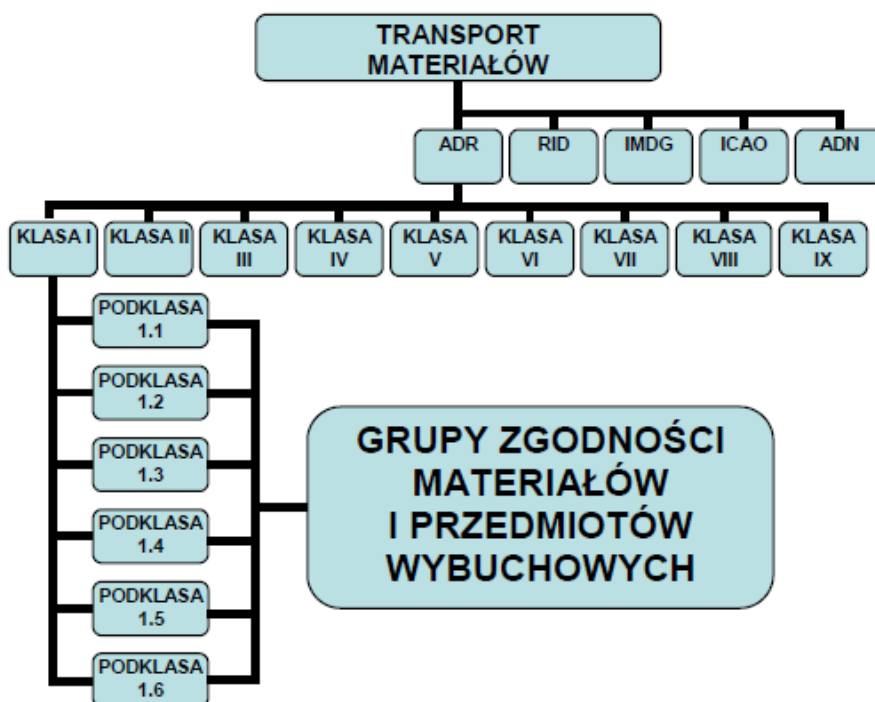 TRANSPORT
MATERIAŁÓW
ADR
RID
IMDG
ICAO
ADN
KLASA I
KLASA II
KLASA
III
KLASA
IV
KLASA
V
KLASA
VI
KLASA
VII
KLASA
VIII
KLASA
IX
PODKLASA
1.1
PODKLASA
1.2
PODKLASA
1.3
PODKLASA
1.4
PODKLASA
1.5
PODKLASA
1.6
GRUPY ZGODNOŚCI
MATERIAŁÓW
I PRZEDMIOTÓW
WYBUCHOWYCH